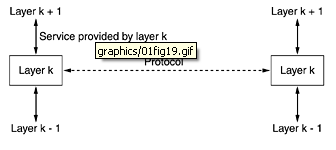 Layer k + 1
Layer k + 1
Service provided by layer k
graphics/01fig19.gif
Layer k
Protocol
Layer k
Layer k - 1
Layer k - 1